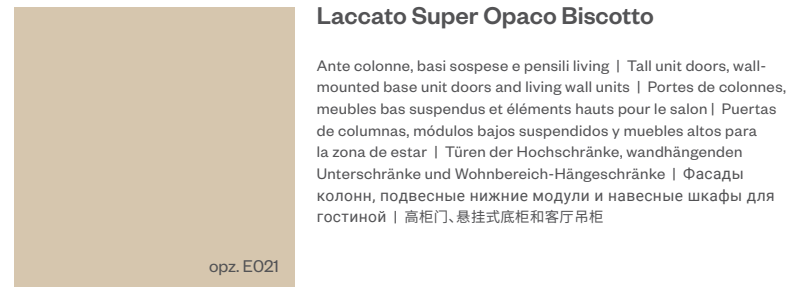 Laccato Super Opaco Biscotto
Ante colonne, basi sospese e pensili living | Tall unit doors, wall-
mounted base unit doors and living wall units | Portes de colonnes,
meubles bas suspendus et éléments hauts pour le salon | Puertas
de columnas, módulos bajos suspendidos y muebles altos para
la zona de estar | Türen der Hochschränke, wandhängenden
Unterschränke und Wohnbereich-Hängeschränke | Фасады
колонн, подвесные нижние модули и навесные шкафы для
гостиной | 高柜门、悬挂式底柜和客厅吊柜
opz. E021